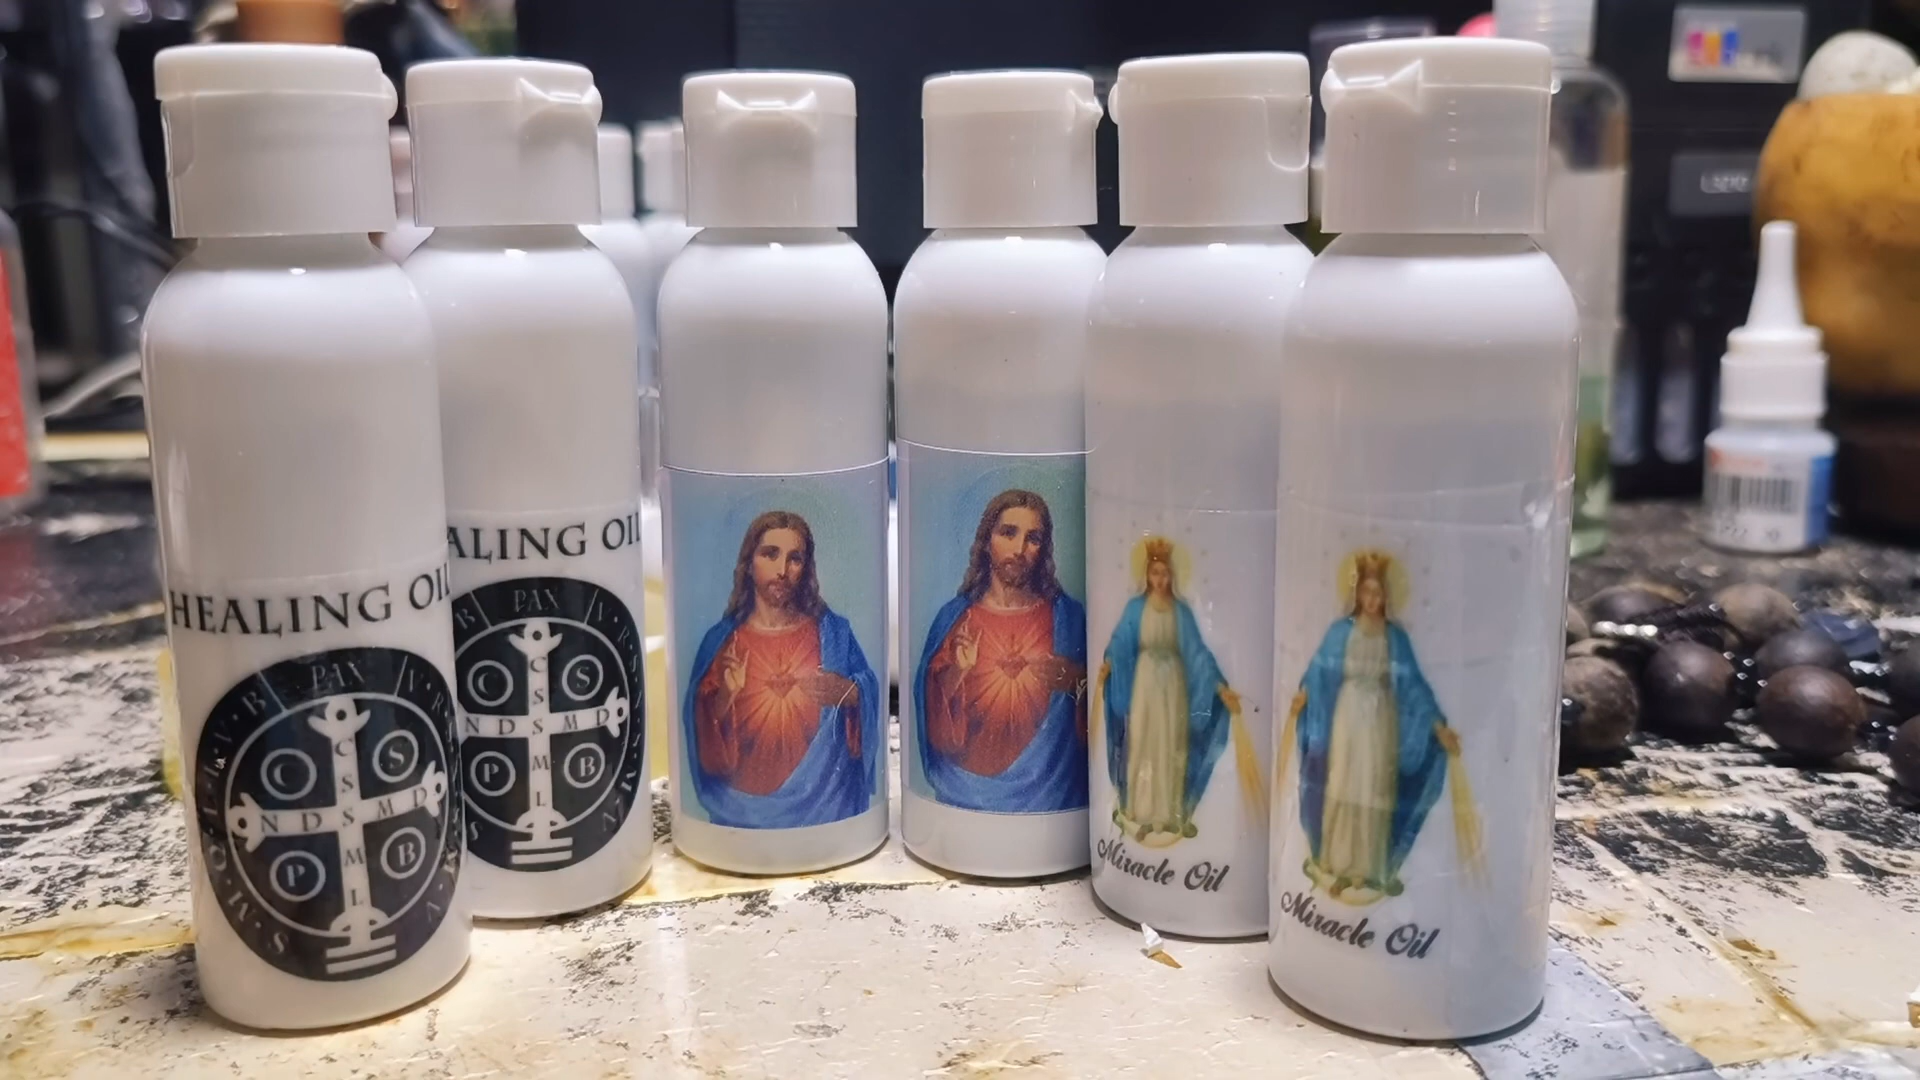 HEALING OIL
PAX
V · R
B
C S
C
S
S
N D S M D
M
L
P B
S · M · Q · L · I · V · B
ALING OIL
B PAX V · R · S
C S
C
S
S
N D S M D
M
L
P B
Miracle Oil
Miracle Oil